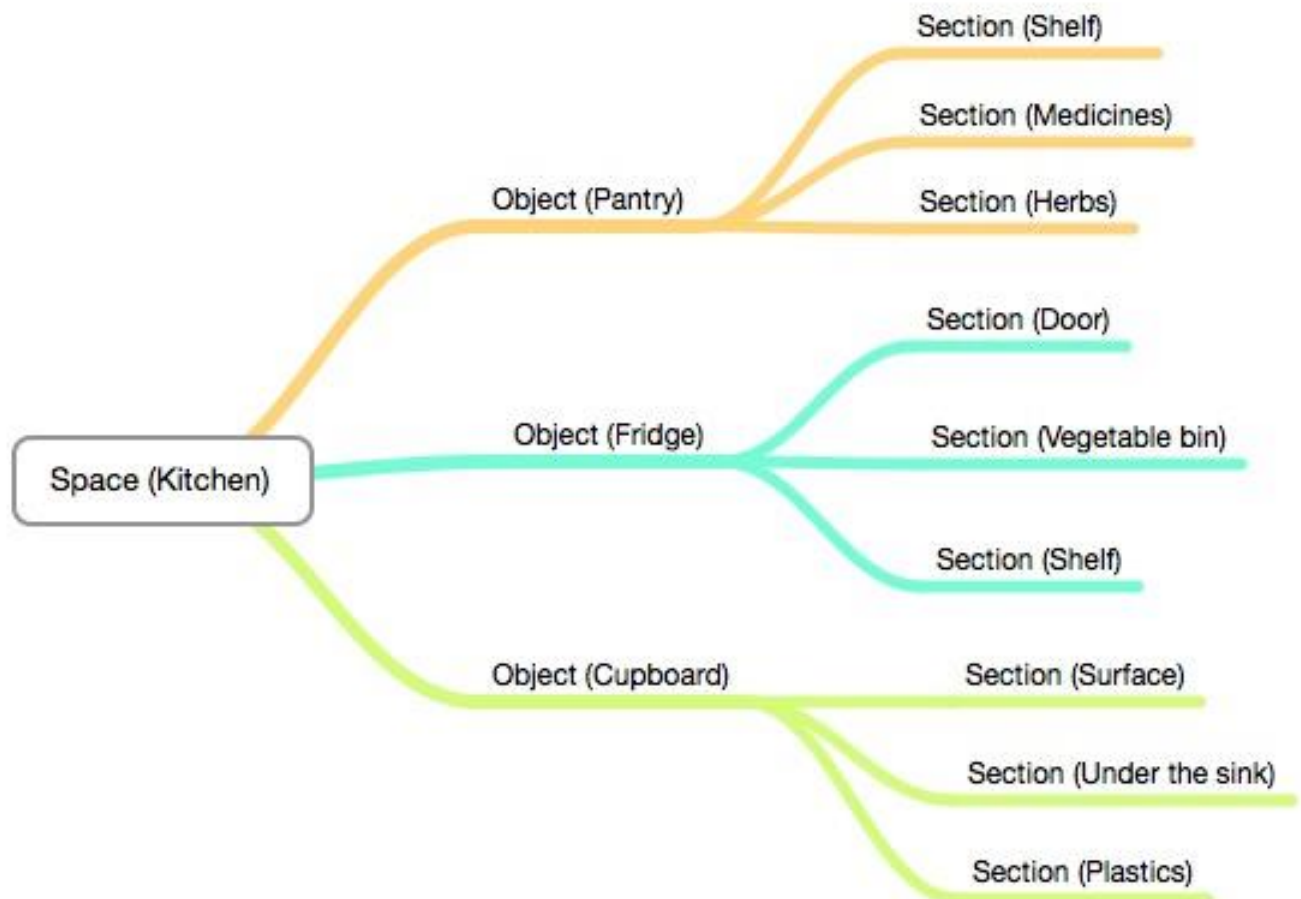 Space (Kitchen)
Object (Pantry)
Section (Shelf)
Section (Medicines)
Section (Herbs)
Object (Fridge)
Section (Door)
Section (Vegetable bin)
Section (Shelf)
Object (Cupboard)
Section (Surface)
Section (Under the sink)
Section (Plastics)